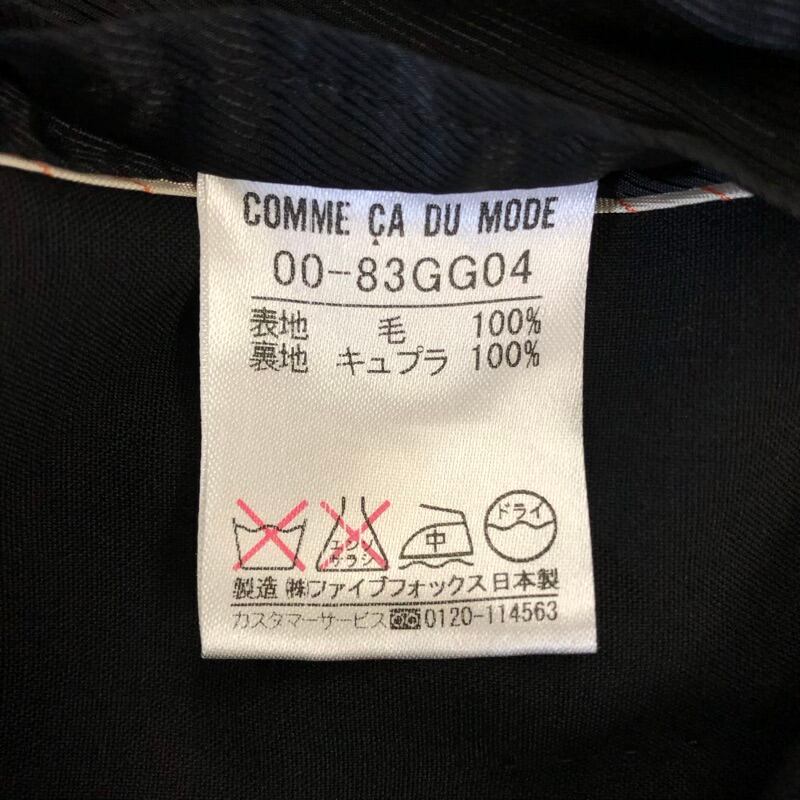 COMME ÇA DU MODE
00-83GG04
表地 毛 100%
裏地 キュプラ 100%
エンソ サラシ 中 ドライ
製造 ㈱ファイブフォックス 日本製
カスタマーサービス 0120-114563